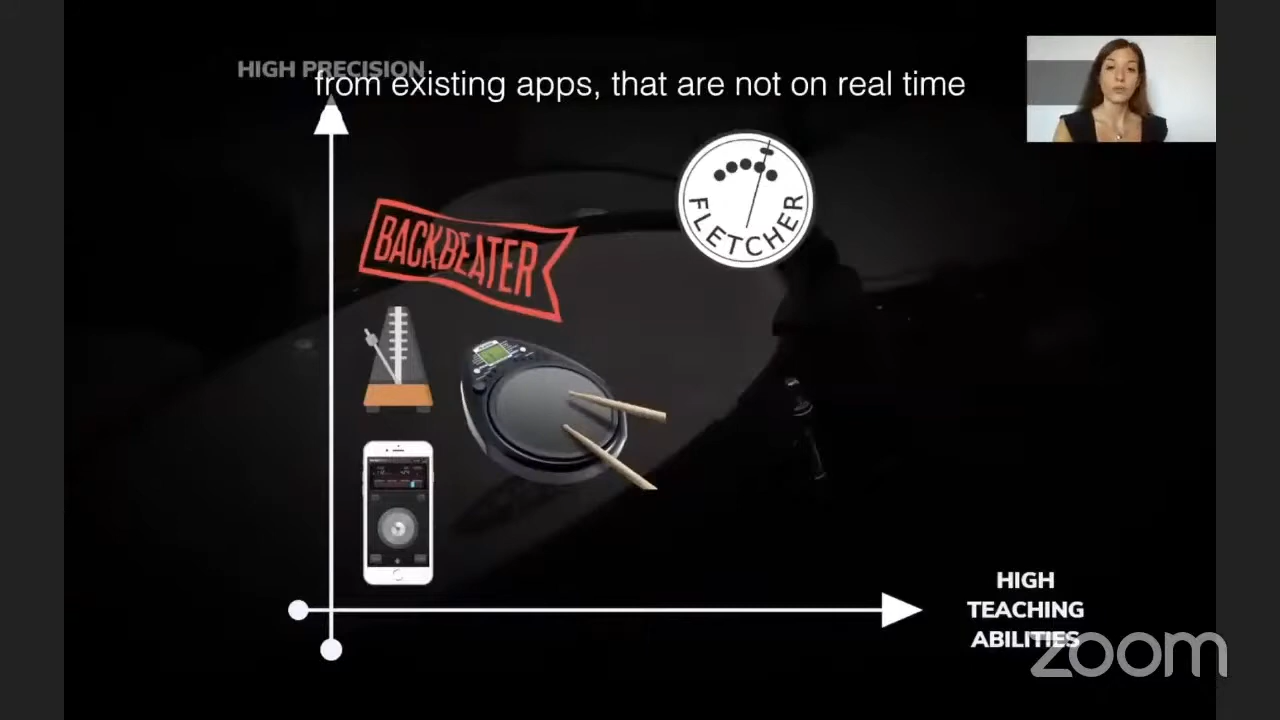 HIGH PRECISION
from existing apps, that are not on real time
FLETCHER
BACKBEATER
HIGH
TEACHING
ABILITIES
zoom